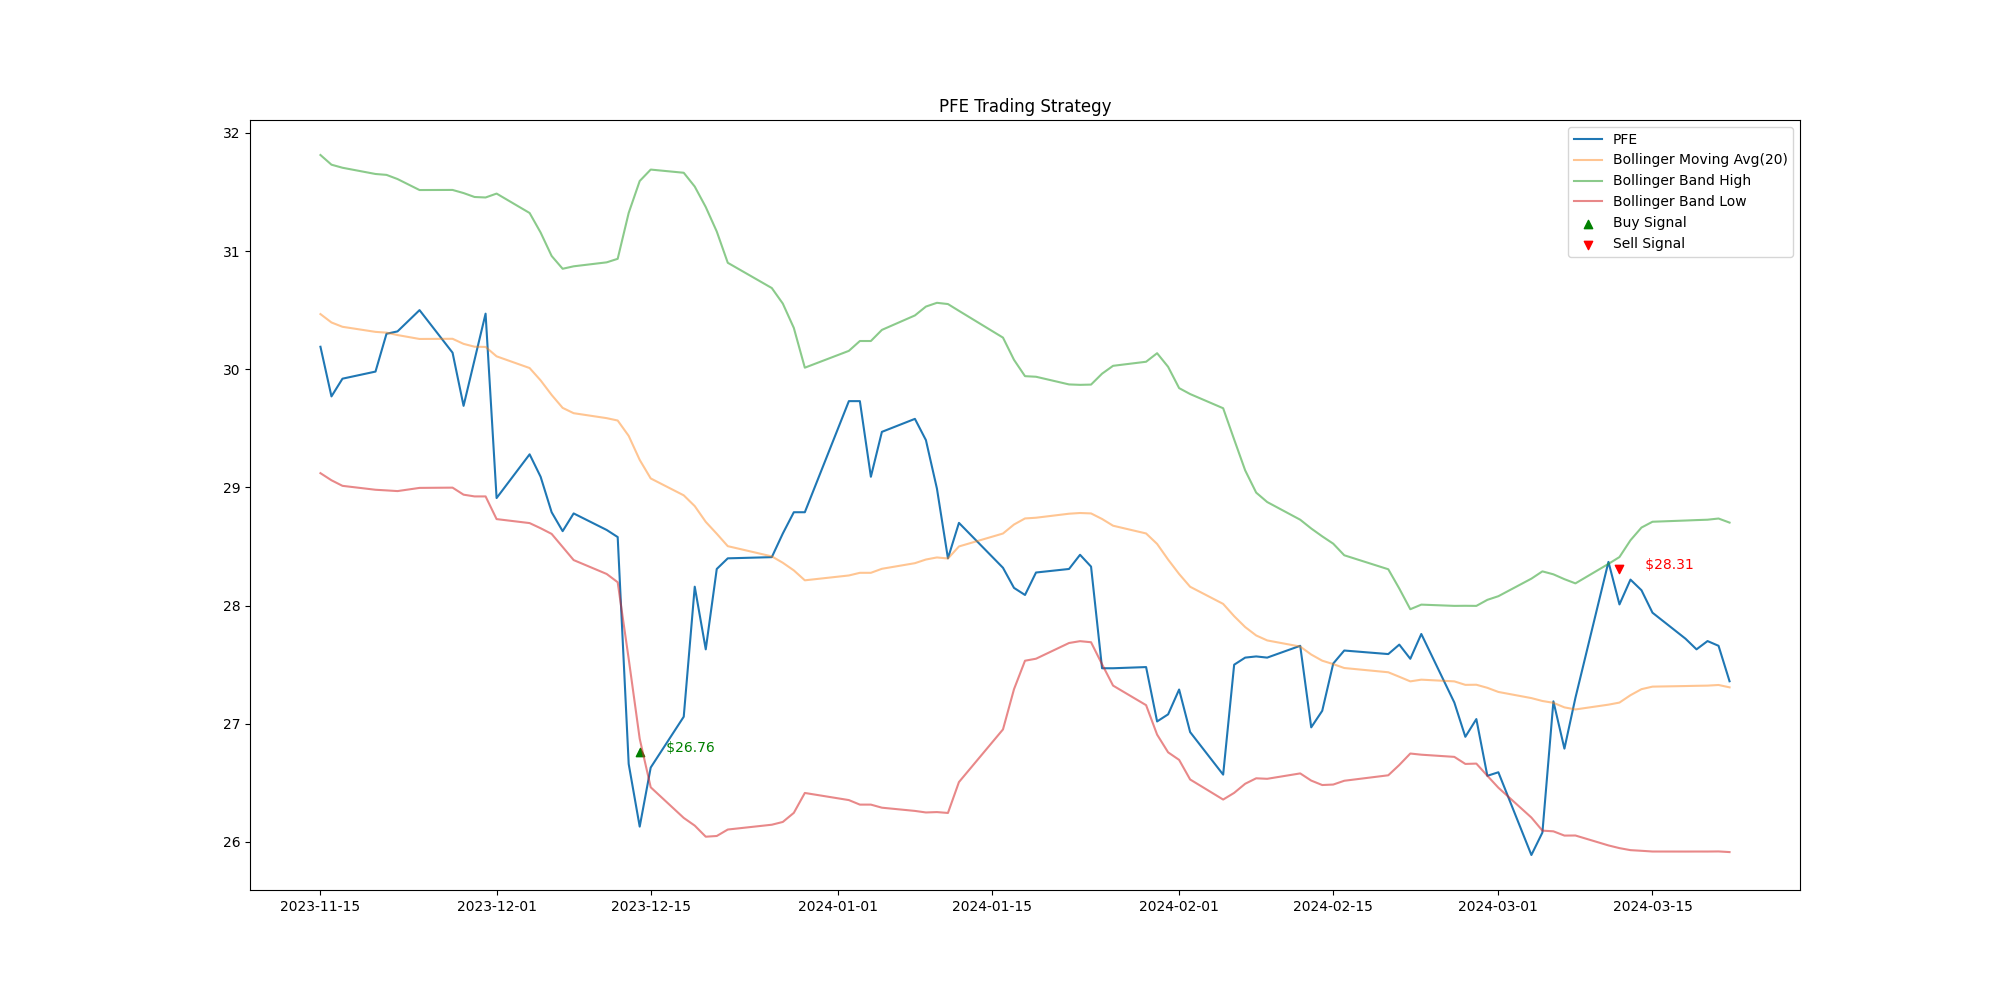 PFE Trading Strategy
32
31
30
29
28
27
26
PFE
Bollinger Moving Avg(20)
Bollinger Band High
Bollinger Band Low
Buy Signal
Sell Signal
$28.31
$26.76
2023-11-15
2023-12-01
2023-12-15
2024-01-01
2024-01-15
2024-02-01
2024-02-15
2024-03-01
2024-03-15